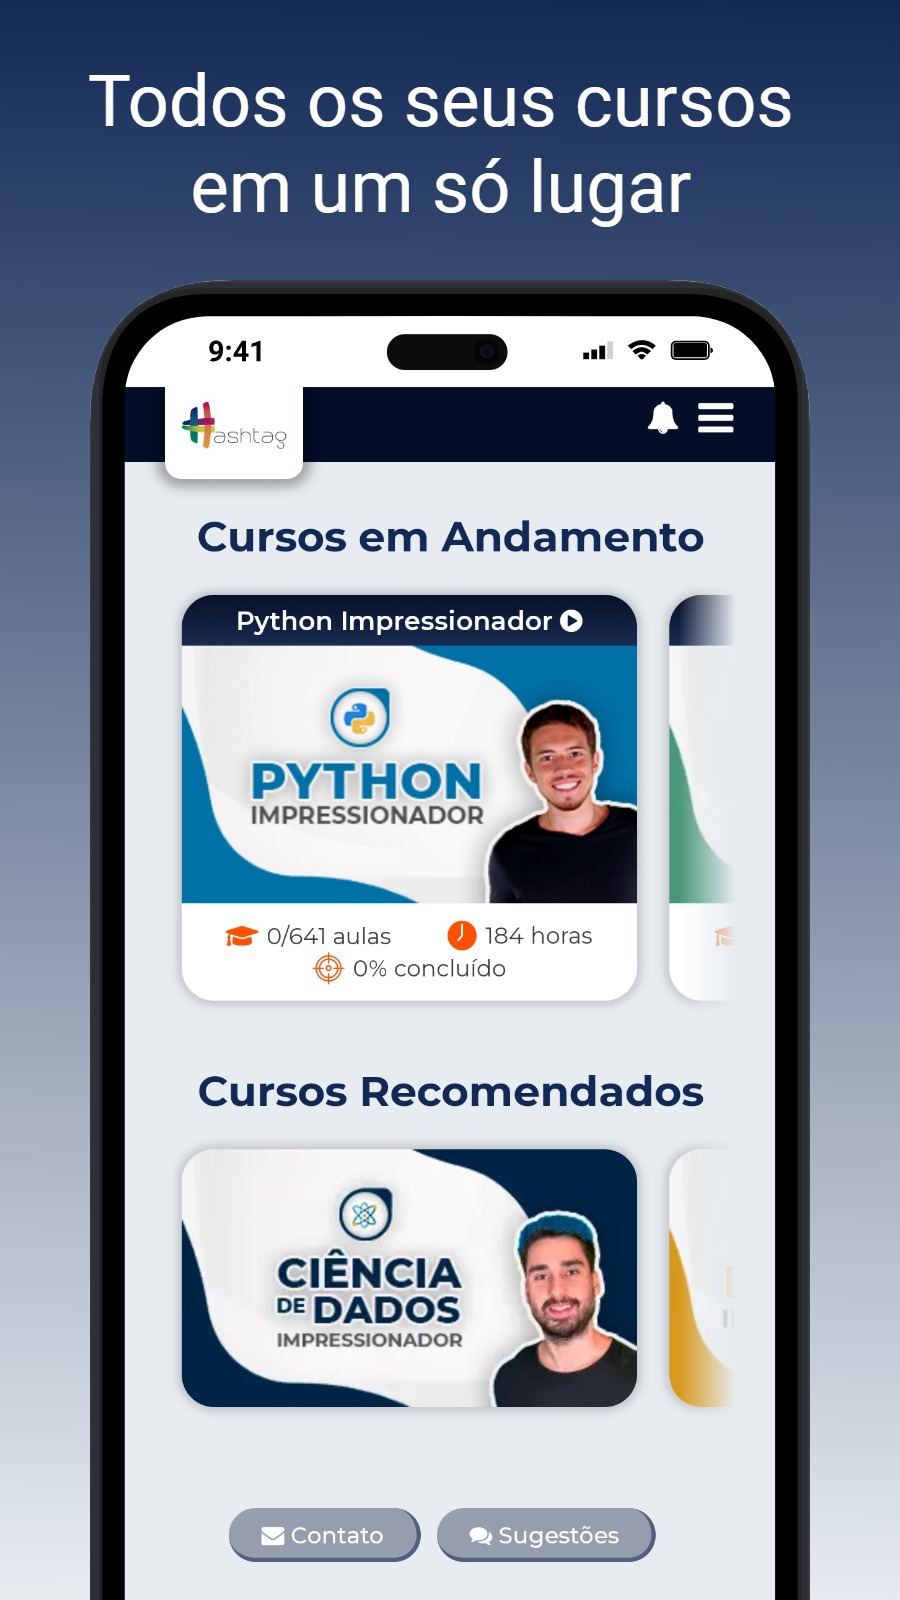 Todos os seus cursos
em um só lugar
9:41
Hashtag
Cursos em Andamento
Python Impressionador
PYTHON
IMPRESSIONADOR
0/641 aulas
184 horas
0% concluído
Cursos Recomendados
CIÊNCIA
DE DADOS
IMPRESSIONADOR
Contato
Sugestões